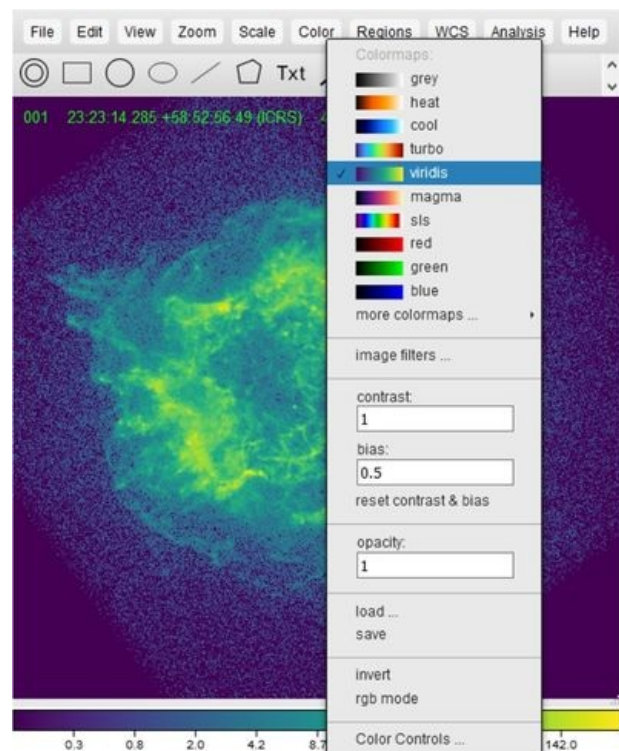 File Edit View Zoom Scale Color Regions WCS Analysis Help
Txt
001 23:23:14.285 +58:52:56.49 (ICRS)
Colormaps:
grey
heat
cool
turbo
✓ viridis
magma
sls
red
green
blue
more colormaps ...
image filters ...
contrast:
1
bias:
0.5
reset contrast & bias
opacity:
1
load ...
save
invert
rgb mode
Color Controls ...
0.3 0.8 2.0 4.2 8.7 142.0